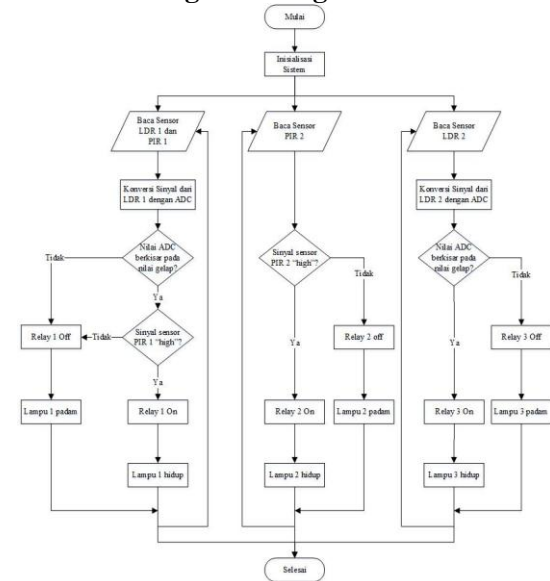 Mulai
Inisialisasi
Sistem
Baca Sensor
LDR 1 dan
PIR 1
Konversi Sinyal dari
LDR 1 dengan ADC
Nilai ADC
berkisar pada
nilai gelap?
Tidak
Ya
Sinyal sensor
PIR 1 "high"?
Tidak
Ya
Relay 1 Off
Lampu 1 padam
Relay 1 On
Lampu 1 hidup
Baca Sensor
PIR 2
Sinyal sensor
PIR 2 "high"?
Tidak
Ya
Relay 2 off
Relay 2 On
Lampu 2 padam
Lampu 2 hidup
Baca Sensor
LDR 2
Konversi Sinyal dari
LDR 2 dengan ADC
Nilai ADC
berkisar pada
nilai gelap?
Tidak
Ya
Relay 3 Off
Relay 3 On
Lampu 3 padam
Lampu 3 hidup
Selesai